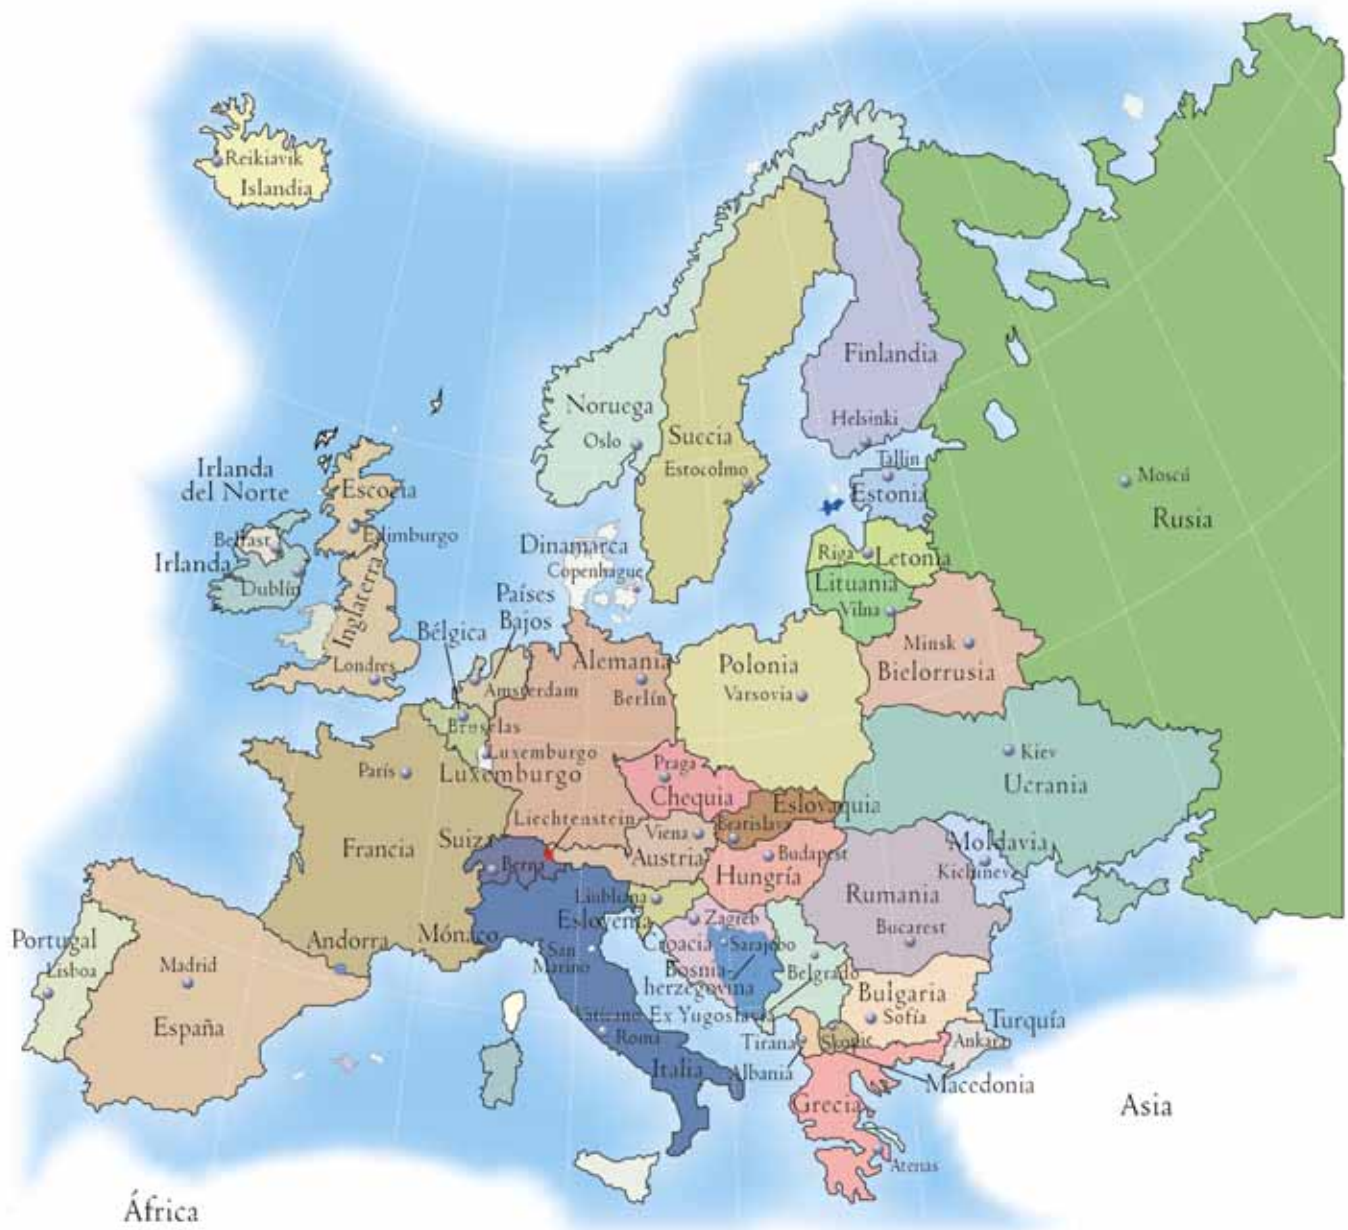 Reikiavik
Islandia
Noruega
Oslo
Suecia
Estocolmo
Finlandia
Helsinki
Tallín
Estonia
Moscú
Rusia
Irlanda
del Norte
Escocia
Belfast
Edimburgo
Irlanda
Dublín
Inglaterra
Londres
Dinamarca
Copenhague
Países
Bajos
Bélgica
Riga
Letonia
Lituania
Vilna
Minsk
Bielorrusia
Alemania
Berlín
Amsterdam
Bruselas
Polonia
Varsovia
Luxemburgo
Luxemburgo
París
Francia
Praga
Chequia
Kiev
Ucrania
Eslovaquia
Bratislava
Liechtenstein
Suiza
Berna
Viena
Austria
Budapest
Hungría
Moldavia
Kichinev
Rumania
Bucarest
Liubliana
Eslovenia
Zagreb
Croacia
Sarajebo
Bosnia-
herzegovina
Belgrado
Portugal
Lisboa
Madrid
España
Andorra
Mónaco
San
Marino
Vaticano
Roma
Italia
Ex Yugoslavia
Bulgaria
Sofía
Turquía
Ankara
Tirana
Skopje
Albania
Macedonia
Grecia
Atenas
Asia
África